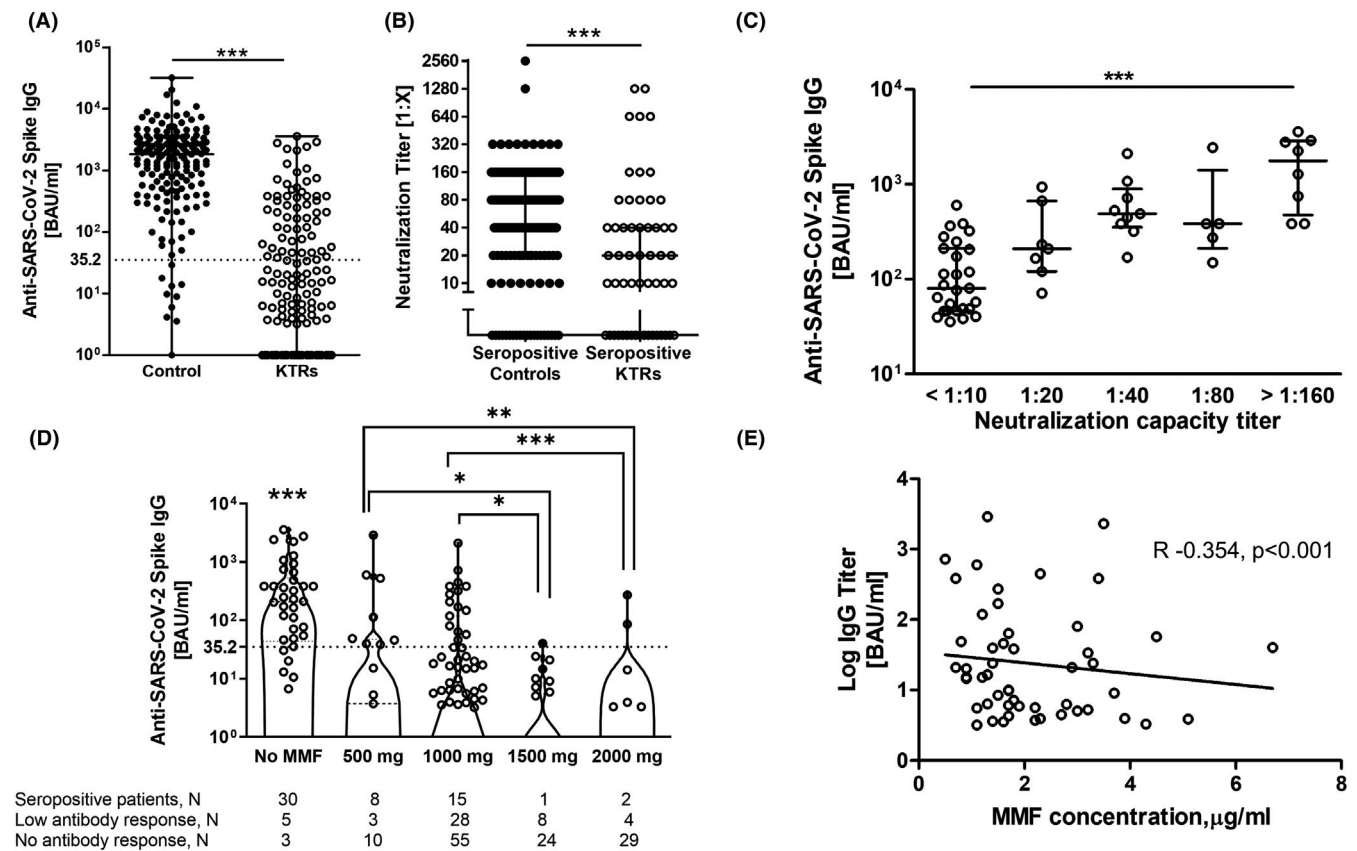 (A)
Anti-SARS-CoV-2 Spike IgG
[BAU/ml]
10⁵
10⁴
10³
10²
35.2
10¹
10⁰
***
Control
KTRs
(B)
Neutralization Titer [1:X]
2560
1280
640
320
160
80
40
20
10
***
Seropositive
Controls
Seropositive
KTRs
(C)
Anti-SARS-CoV-2 Spike IgG
[BAU/ml]
10⁴
10³
10²
10¹
***
< 1:10
1:20
1:40
1:80
> 1:160
Neutralization capacity titer
(D)
Anti-SARS-CoV-2 Spike IgG
[BAU/ml]
10⁴
10³
10²
35.2
10¹
10⁰
***
**
***
*
*
No MMF
500 mg
1000 mg
1500 mg
2000 mg
Seropositive patients, N 30 8 15 1 2
Low antibody response, N 5 3 28 8 4
No antibody response, N 3 10 55 24 29
(E)
Log IgG Titer
[BAU/ml]
4
3
2
1
0
R -0.354, p<0.001
0
2
4
6
8
MMF concentration,µg/ml